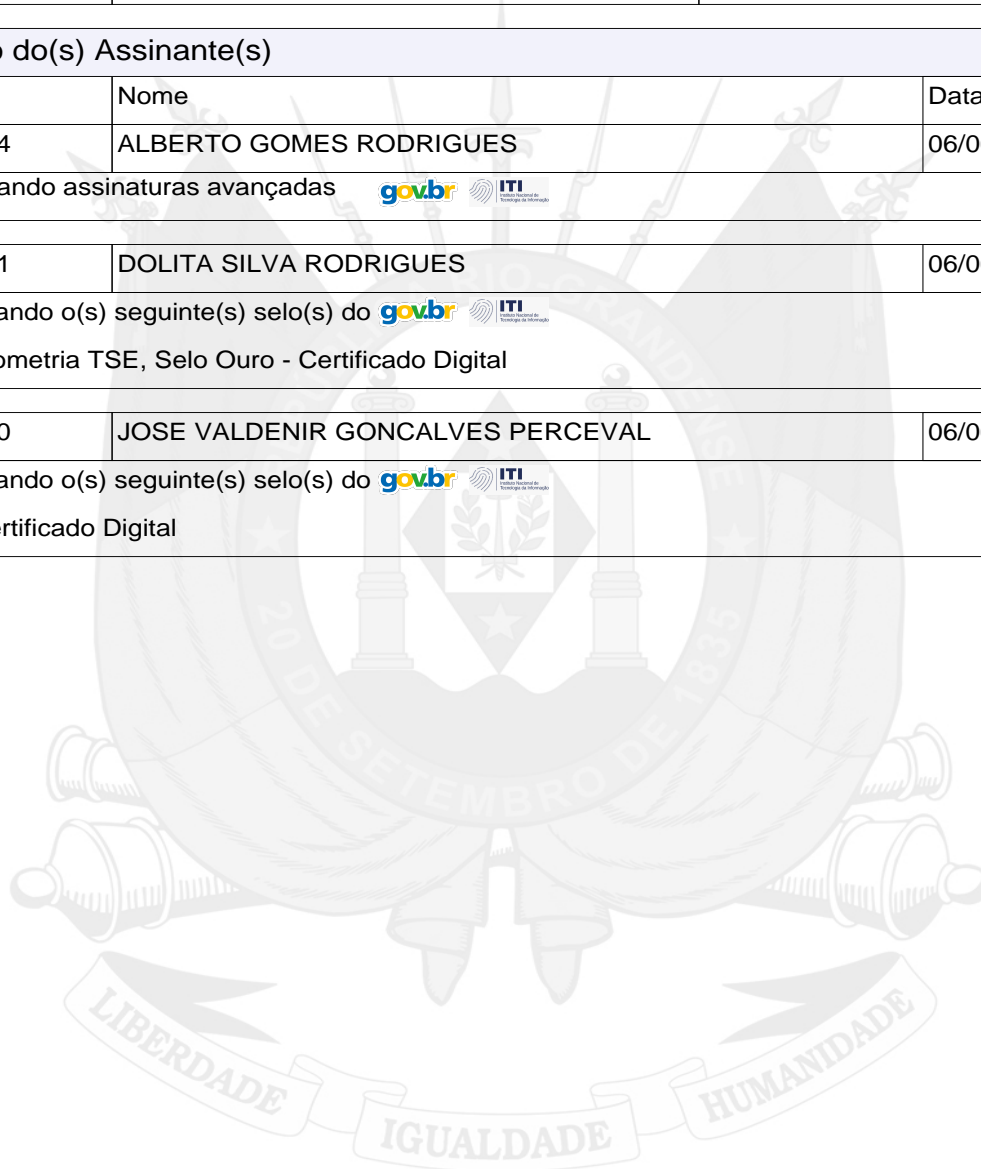 o do(s) Assinante(s)
Nome Data
4 ALBERTO GOMES RODRIGUES 06/0
ando assinaturas avançadas gov.br ITI
1 DOLITA SILVA RODRIGUES 06/0
ando o(s) seguinte(s) selo(s) do gov.br ITI
ometria TSE, Selo Ouro - Certificado Digital
0 JOSE VALDENIR GONCALVES PERCEVAL 06/0
ando o(s) seguinte(s) selo(s) do gov.br ITI
ertificado Digital
RIO-GRANDENSE
20 DE SETEMBRO DE 1835
LIBERDADE
IGUALDADE
HUMANIDADE